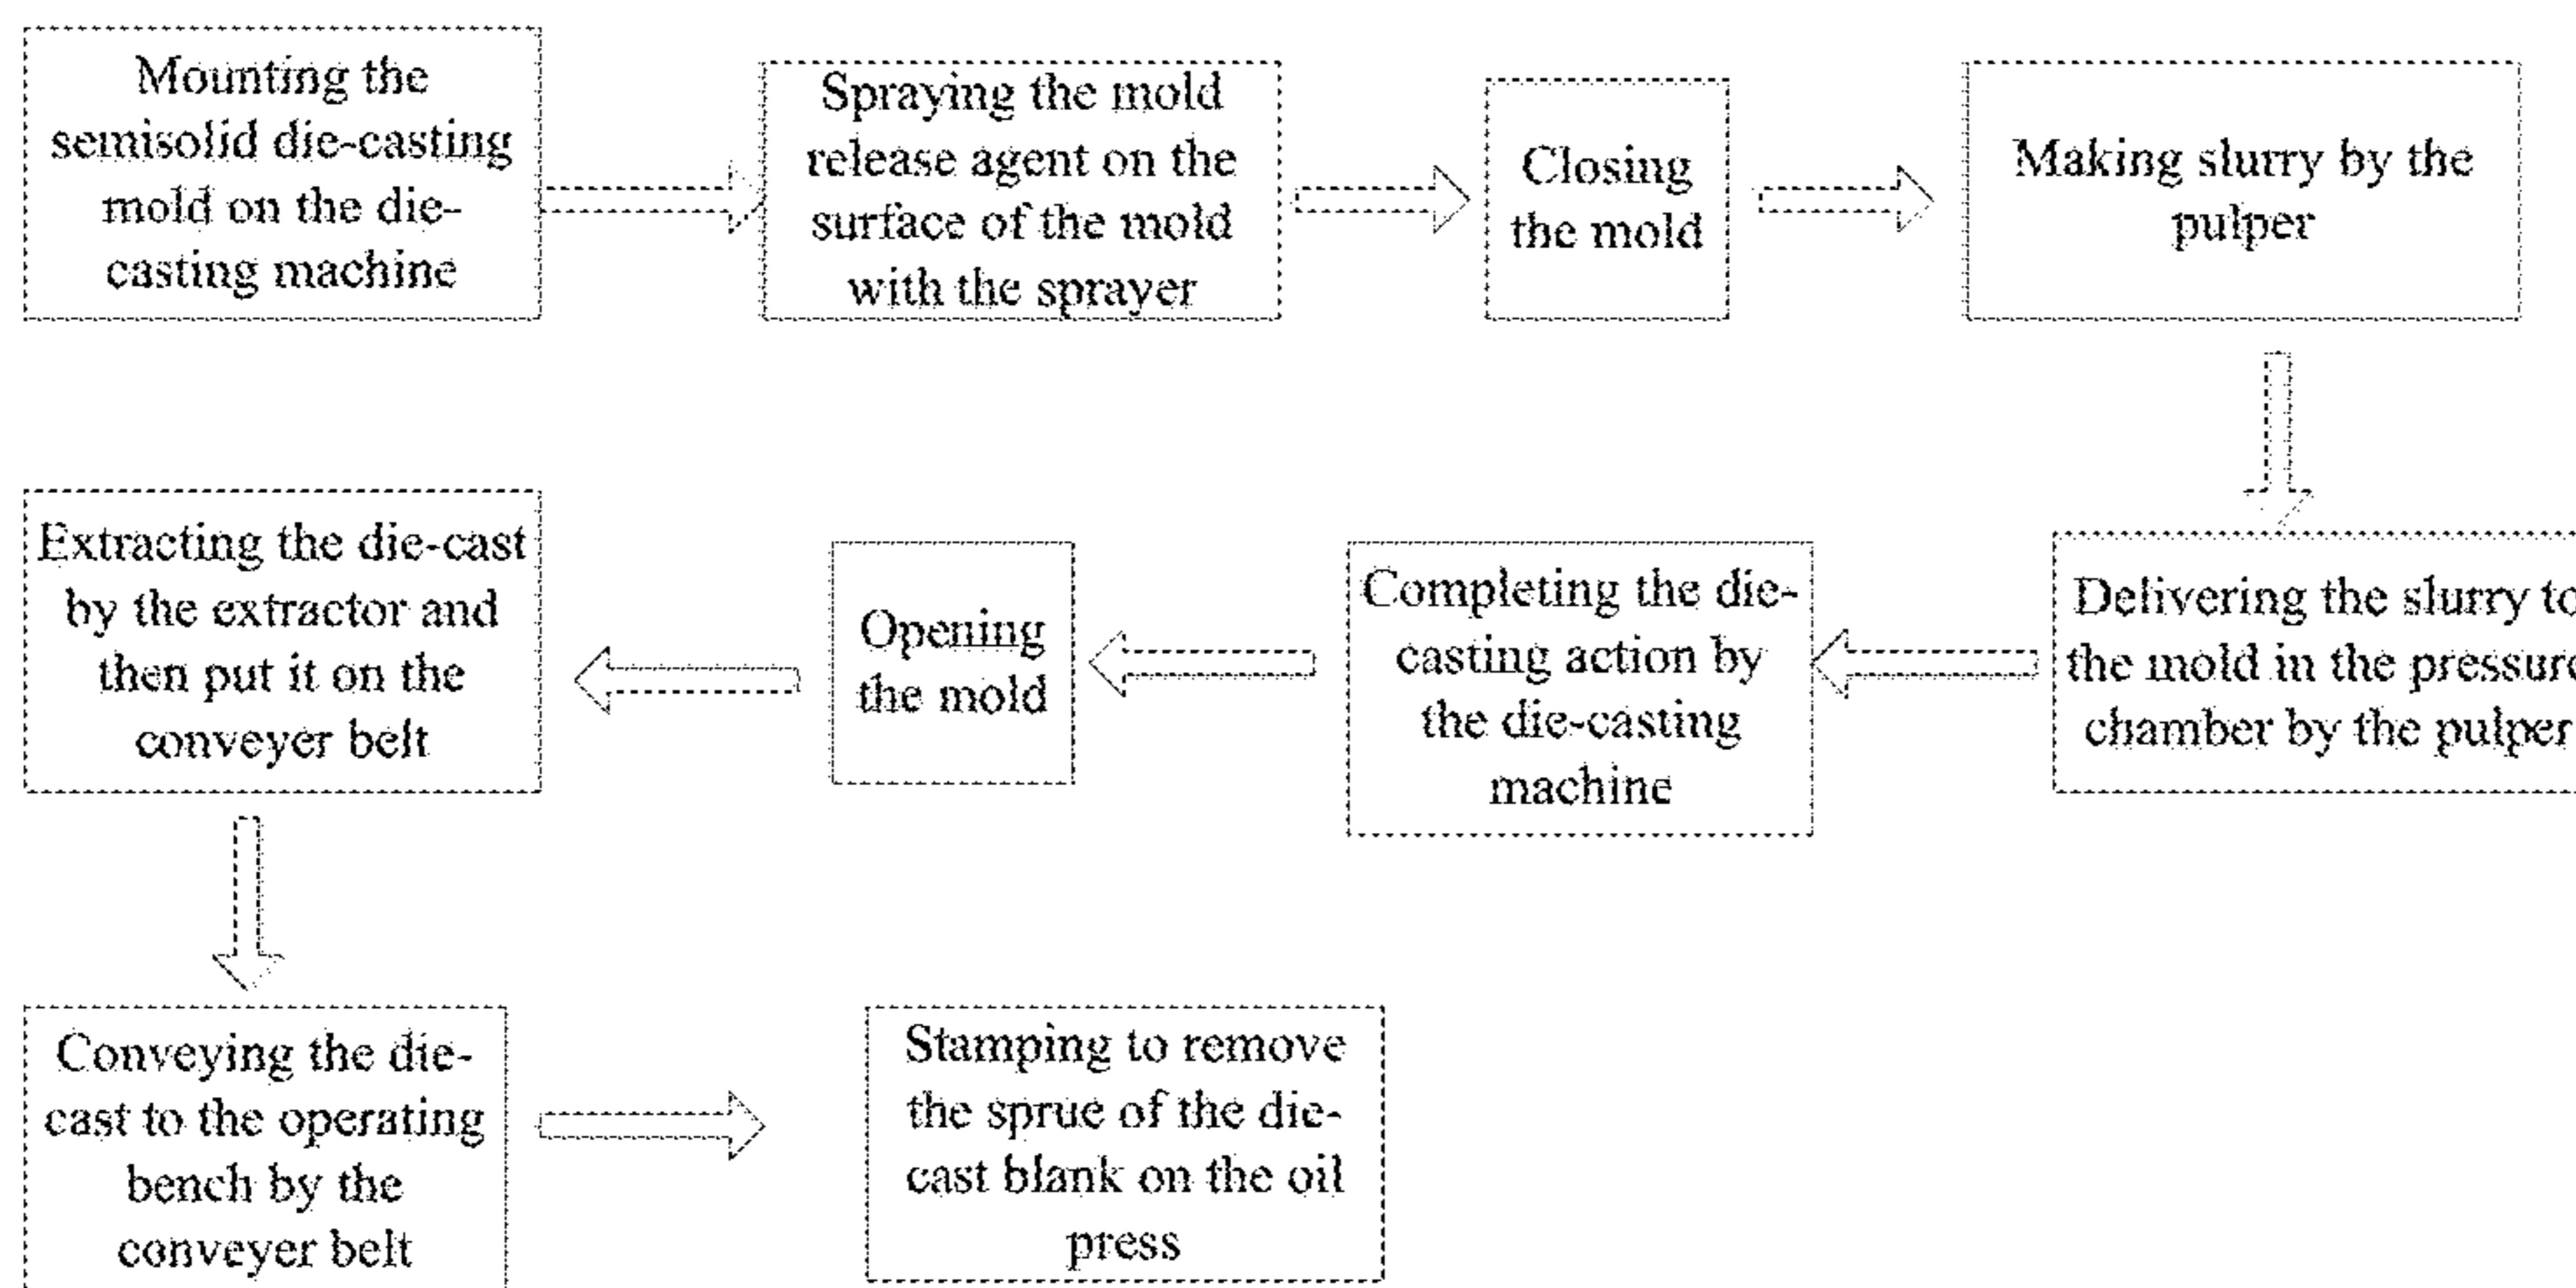 Mounting the
semisolid die-casting
mold on the die-
casting machine
Spraying the mold
release agent on the
surface of the mold
with the sprayer
Closing
the mold
Making slurry by the
pulper
Delivering the slurry to
the mold in the pressure
chamber by the pulper
Completing the die-
casting action by
the die-casting
machine
Opening
the mold
Extracting the die-cast
by the extractor and
then put it on the
conveyer belt
Conveying the die-
cast to the operating
bench by the
conveyer belt
Stamping to remove
the sprue of the die-
cast blank on the oil
press